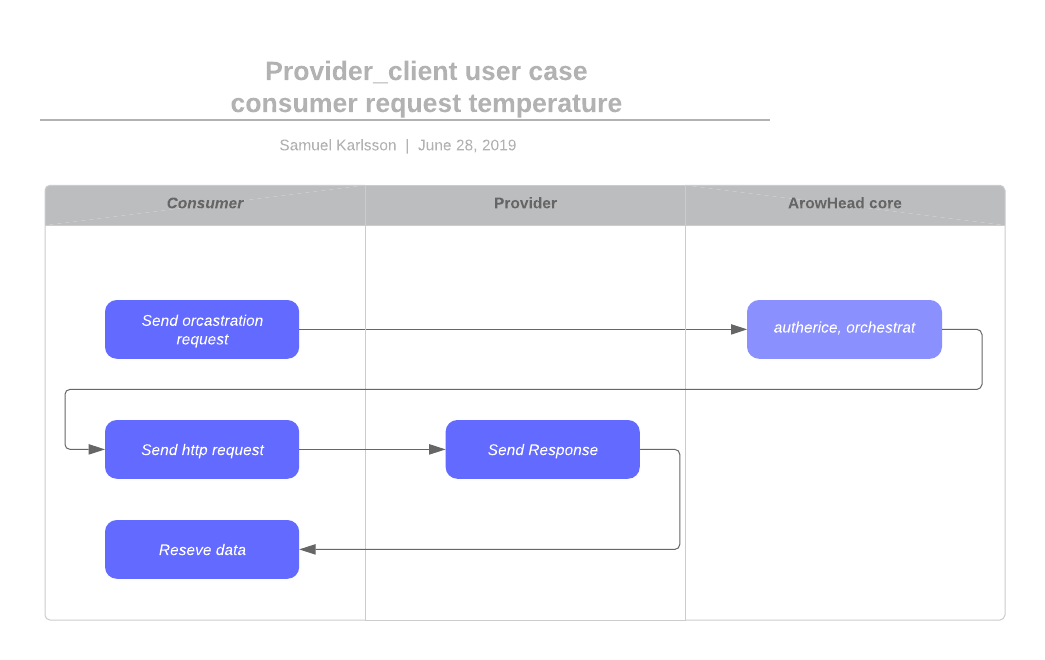 Provider_client user case
consumer request temperature
Samuel Karlsson | June 28, 2019
Consumer
Provider
ArowHead core
Send orcastration
request
autherice, orchestrat
Send http request
Send Response
Reseve data